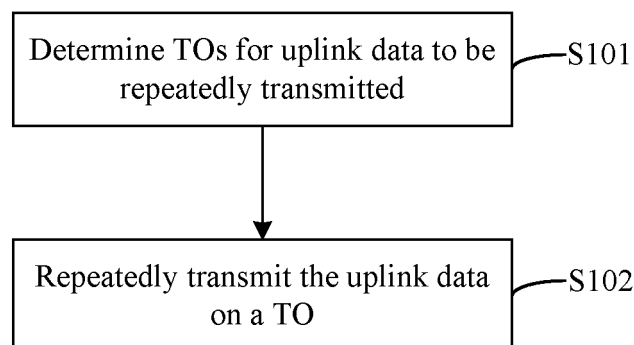 Determine TOs for uplink data to be
repeatedly transmitted
S101
Repeatedly transmit the uplink data
on a TO
S102